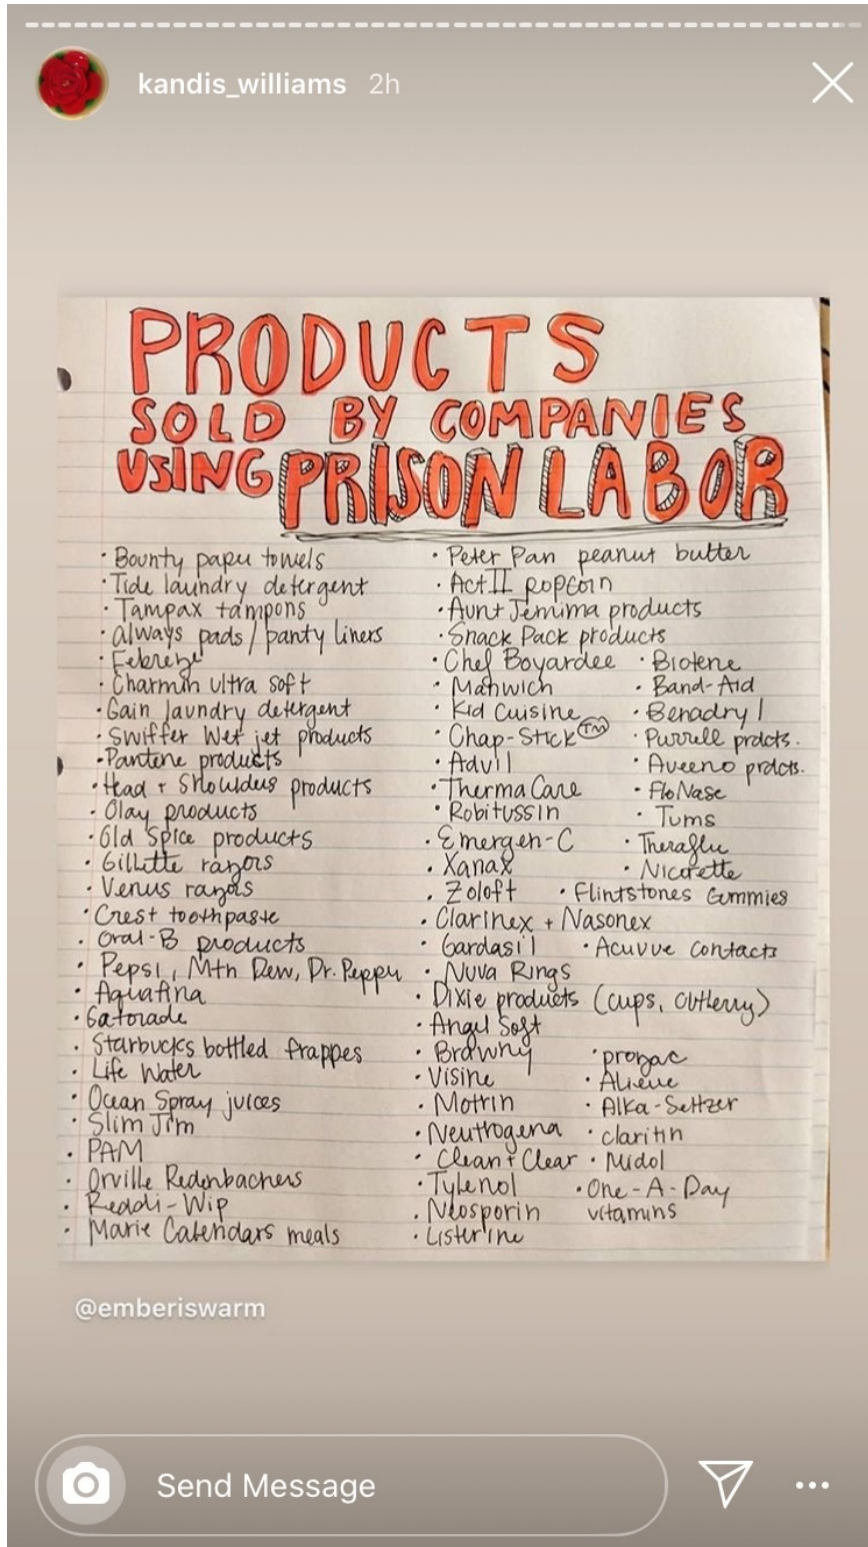 kandis_williams 2h
PRODUCTS
SOLD BY COMPANIES
USING PRISON LABOR
· Bounty paper towels
· Tide laundry detergent
· Tampax tampons
· always pads / panty liners
· Febreze
· Charmin ultra soft
· Gain laundry detergent
· Swiffer Wet jet products
· Pantene products
· Head + Shoulders products
· Olay products
· Old Spice products
· Gillette razors
· Venus razors
· Crest toothpaste
· Oral-B products
· Pepsi, Mtn Dew, Dr. Pepper
· Aquafina
· Gatorade
· Starbucks bottled frappes
· Life Water
· Ocean Spray juices
· Slim Jim
· PAM
· Orville Redenbachers
· Reddi-Wip
· Marie Calendars meals
· Peter Pan peanut butter
· Act II popcorn
· Aunt Jemima products
· Snack Pack products
· Chef Boyardee · Biotene
· Manwich · Band-Aid
· Kid Cuisine · Benadryl
· Chap-Stick TM · Purrell prdcts.
· Advil · Aveeno prdcts.
· ThermaCare · FloNase
· Robitussin · Tums
· Emergen-C · Theraflu
· Xanax · Nicorette
· Zoloft · Flintstones Gummies
· Clarinex + Nasonex
· Gardasil · Acuvue contacts
· Nuva Rings
· Dixie products (cups, cutlerry)
· Angel Soft
· Brawny · prozac
· Visine · Alieve
· Motrin · Alka-Seltzer
· Neutrogena · claritin
· Clean + Clear · Midol
· Tylenol · One-A-Day
· Neosporin vitamins
· Listerine
@emberiswarm
Send Message